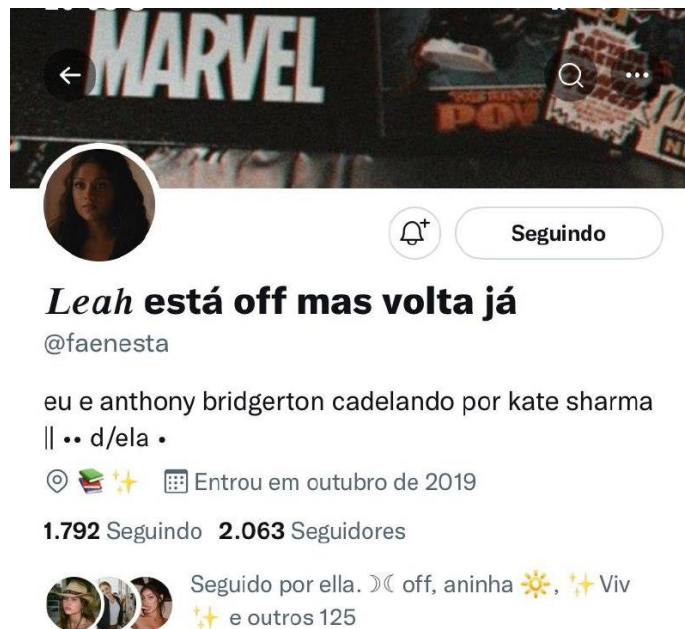 MARVEL
POW
Seguindo
Leah está off mas volta já
@faenesta
eu e anthony bridgerton cadelando por kate sharma
|| •• d/ela •
📚✨ Entrou em outubro de 2019
1.792 Seguindo 2.063 Seguidores
Seguido por ella. ☽☾ off, aninha ☀️, ✨ Viv
✨ e outros 125